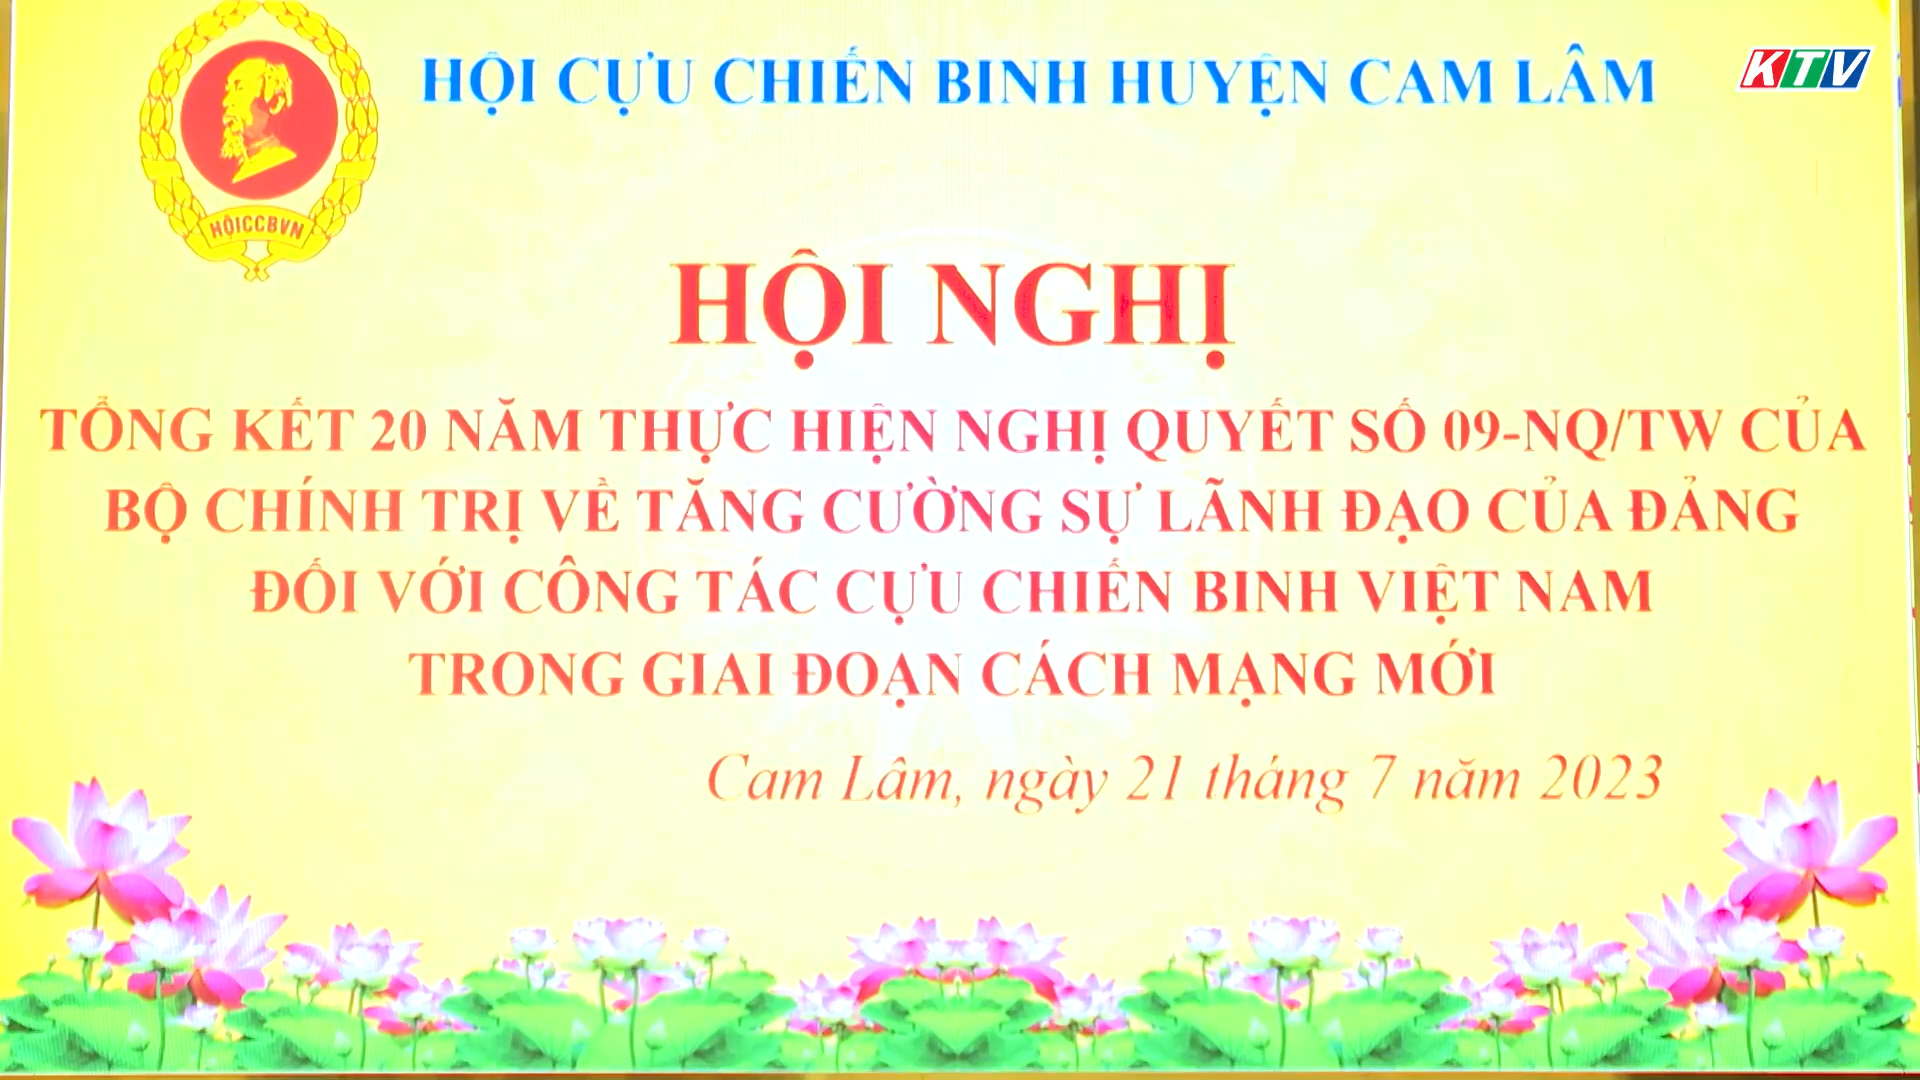 HỘI CỰU CHIẾN BINH HUYỆN CAM LÂM
KTV
HỘICCBVN
HỘI NGHỊ
TỔNG KẾT 20 NĂM THỰC HIỆN NGHỊ QUYẾT SỐ 09-NQ/TW CỦA
BỘ CHÍNH TRỊ VỀ TĂNG CƯỜNG SỰ LÃNH ĐẠO CỦA ĐẢNG
ĐỐI VỚI CÔNG TÁC CỰU CHIẾN BINH VIỆT NAM
TRONG GIAI ĐOẠN CÁCH MẠNG MỚI
Cam Lâm, ngày 21 tháng 7 năm 2023